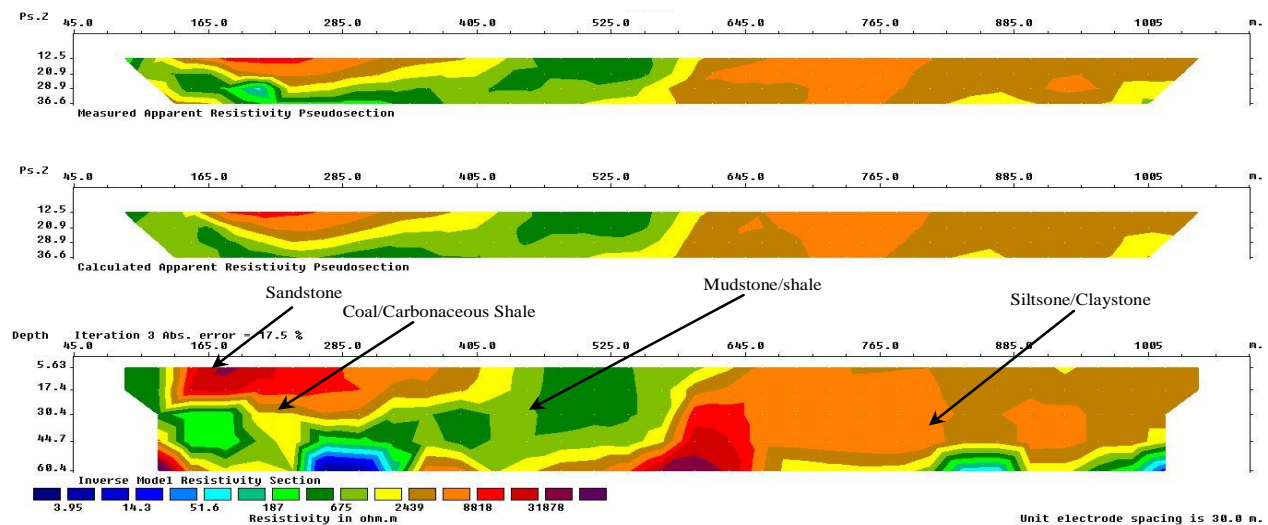 Ps.Z 45.0 165.0 285.0 405.0 525.0 645.0 765.0 885.0 1005 m.
12.5
20.9
28.9
36.6
Measured Apparent Resistivity Pseudosection
Ps.Z 45.0 165.0 285.0 405.0 525.0 645.0 765.0 885.0 1005 m.
12.5
20.9
28.9
36.6
Calculated Apparent Resistivity Pseudosection
Sandstone
Coal/Carbonaceous Shale
Mudstone/shale
Siltsone/Claystone
Depth Iteration 3 Abs. error = 17.5 %
45.0 165.0 285.0 405.0 525.0 645.0 765.0 885.0 1005 m.
5.63
17.4
30.4
44.7
60.4
Inverse Model Resistivity Section
3.95 14.3 51.6 187 675 2439 8818 31878
Resistivity in ohm.m
Unit electrode spacing is 30.0 m.